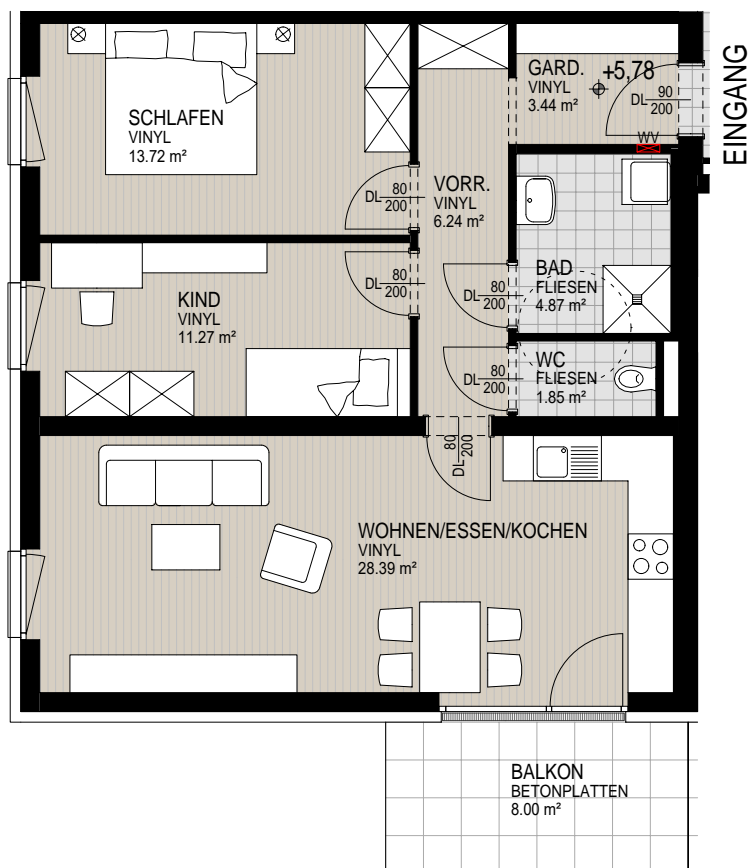 GARD.
VINYL
3.44 m²
+5,78
DL 90
200
EINGANG
WV
SCHLAFEN
VINYL
13.72 m²
DL 80
200
VORR.
VINYL
6.24 m²
KIND
VINYL
11.27 m²
DL 80
200
BAD
FLIESEN
4.87 m²
DL 80
200
WC
FLIESEN
1.85 m²
DL 80
200
DL 80
200
WOHNEN/ESSEN/KOCHEN
VINYL
28.39 m²
BALKON
BETONPLATTEN
8.00 m²